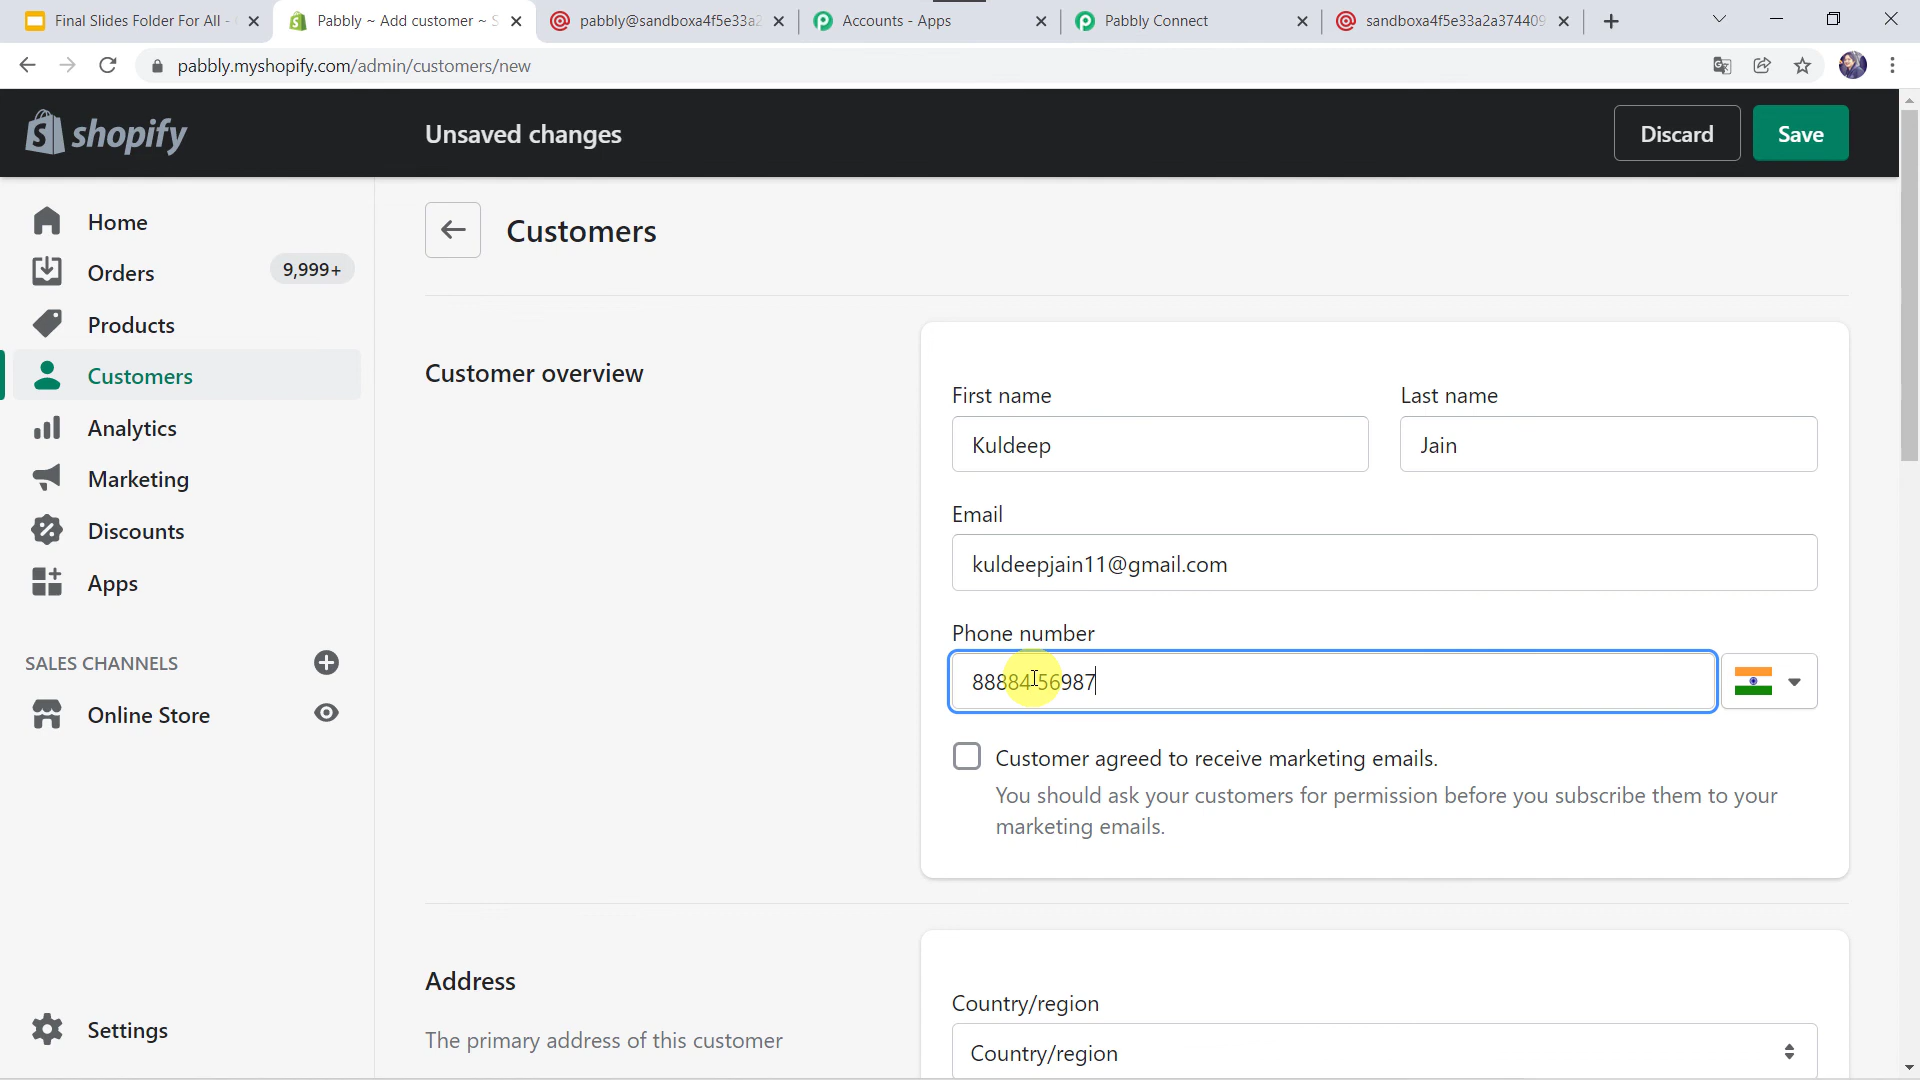 Final Slides Folder For All -
Pabbly ~ Add customer ~ S
pabbly@sandboxa4f5e33a2
Accounts - Apps
Pabbly Connect
sandboxa4f5e33a2a374409
pabbly.myshopify.com/admin/customers/new
shopify
Unsaved changes
Discard
Save
Home
Orders
9,999+
Products
Customers
Analytics
Marketing
Discounts
Apps
SALES CHANNELS
Online Store
Settings
Customers
Customer overview
First name
Last name
Kuldeep
Jain
Email
kuldeepjain11@gmail.com
Phone number
88884 56987
Customer agreed to receive marketing emails.
You should ask your customers for permission before you subscribe them to your
marketing emails.
Address
The primary address of this customer
Country/region
Country/region